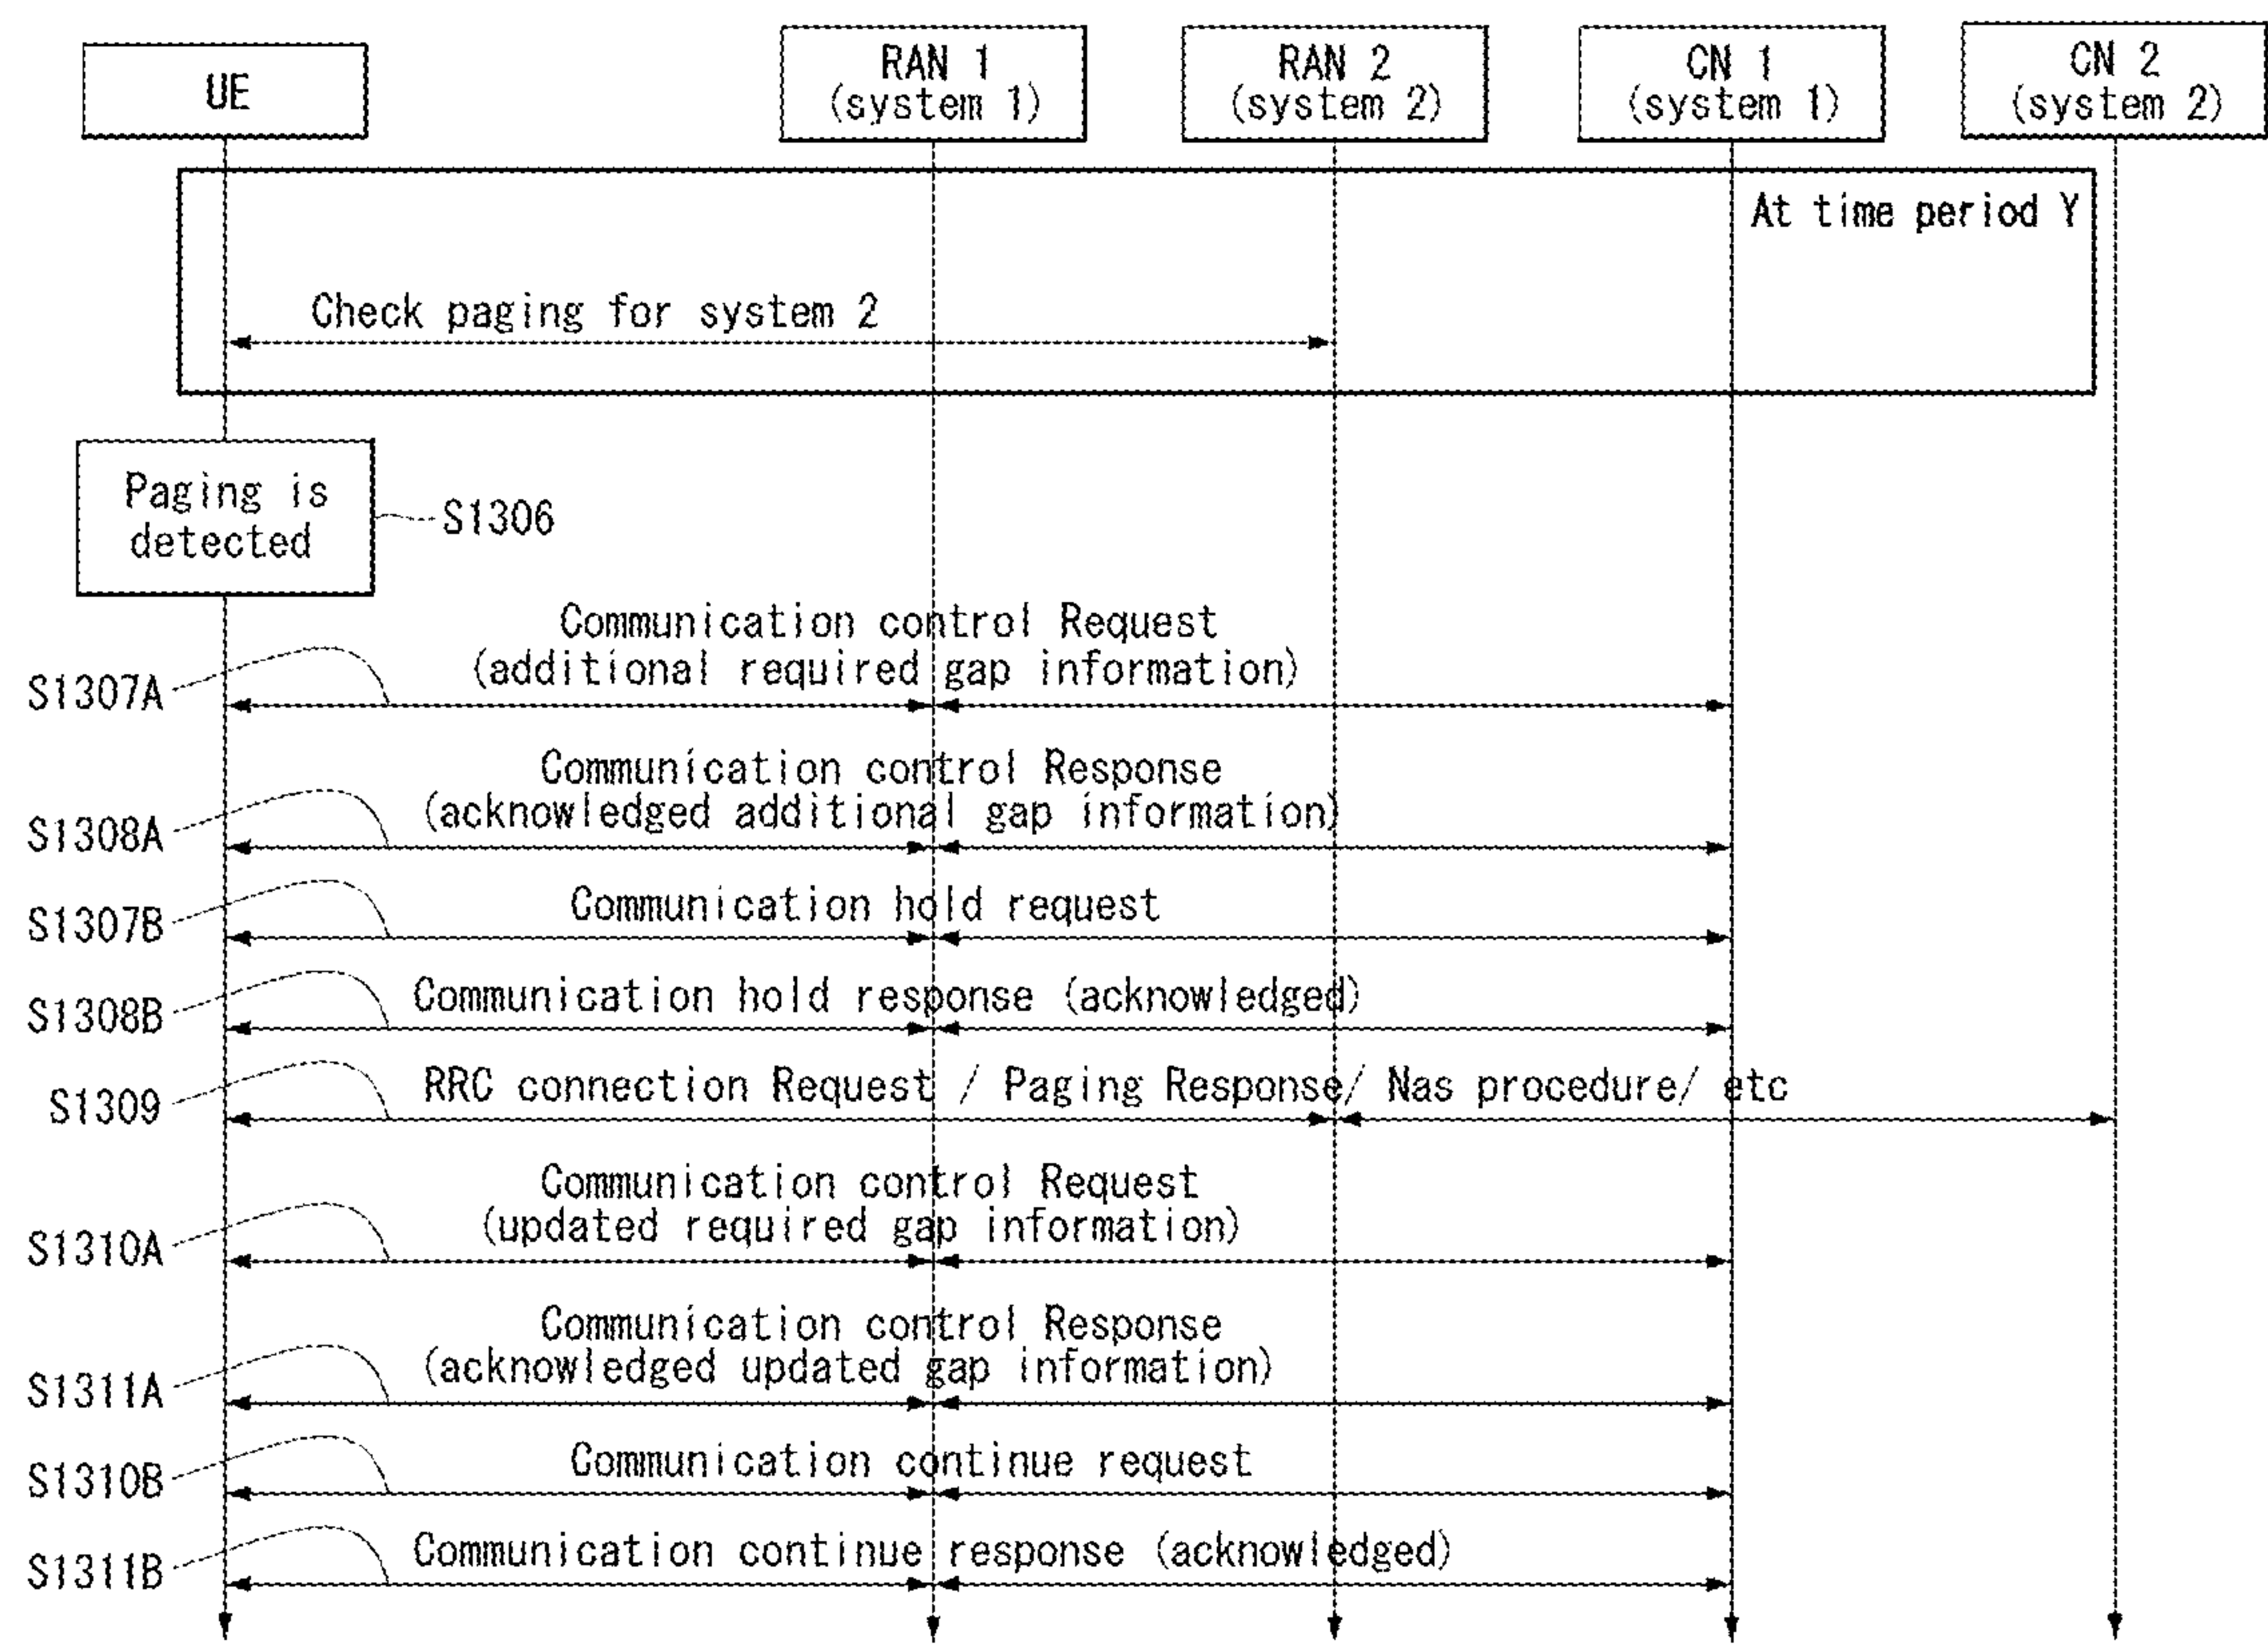 UE
RAN 1
(system 1)
RAN 2
(system 2)
CN 1
(system 1)
CN 2
(system 2)
At time period Y
Check paging for system 2
Paging is
detected
S1306
Communication control Request
(additional required gap information)
S1307A
Communication control Response
(acknowledged additional gap information)
S1308A
Communication hold request
S1307B
Communication hold response (acknowledged)
S1308B
RRC connection Request / Paging Response/ Nas procedure/ etc
S1309
Communication control Request
(updated required gap information)
S1310A
Communication control Response
(acknowledged updated gap information)
S1311A
Communication continue request
S1310B
Communication continue response (acknowledged)
S1311B